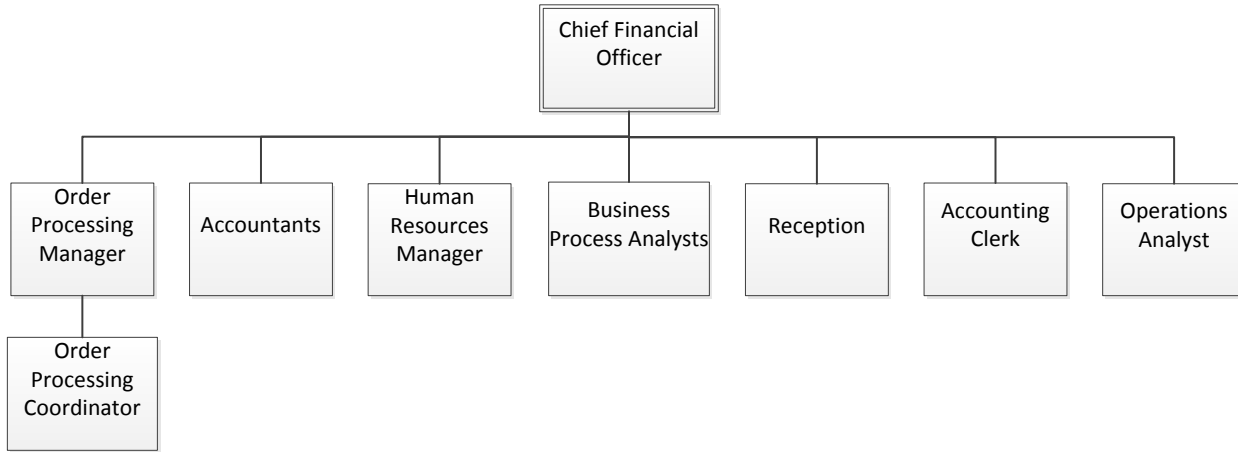 Chief Financial
Officer
Order
Processing
Manager
Accountants
Human
Resources
Manager
Business
Process Analysts
Reception
Accounting
Clerk
Operations
Analyst
Order
Processing
Coordinator